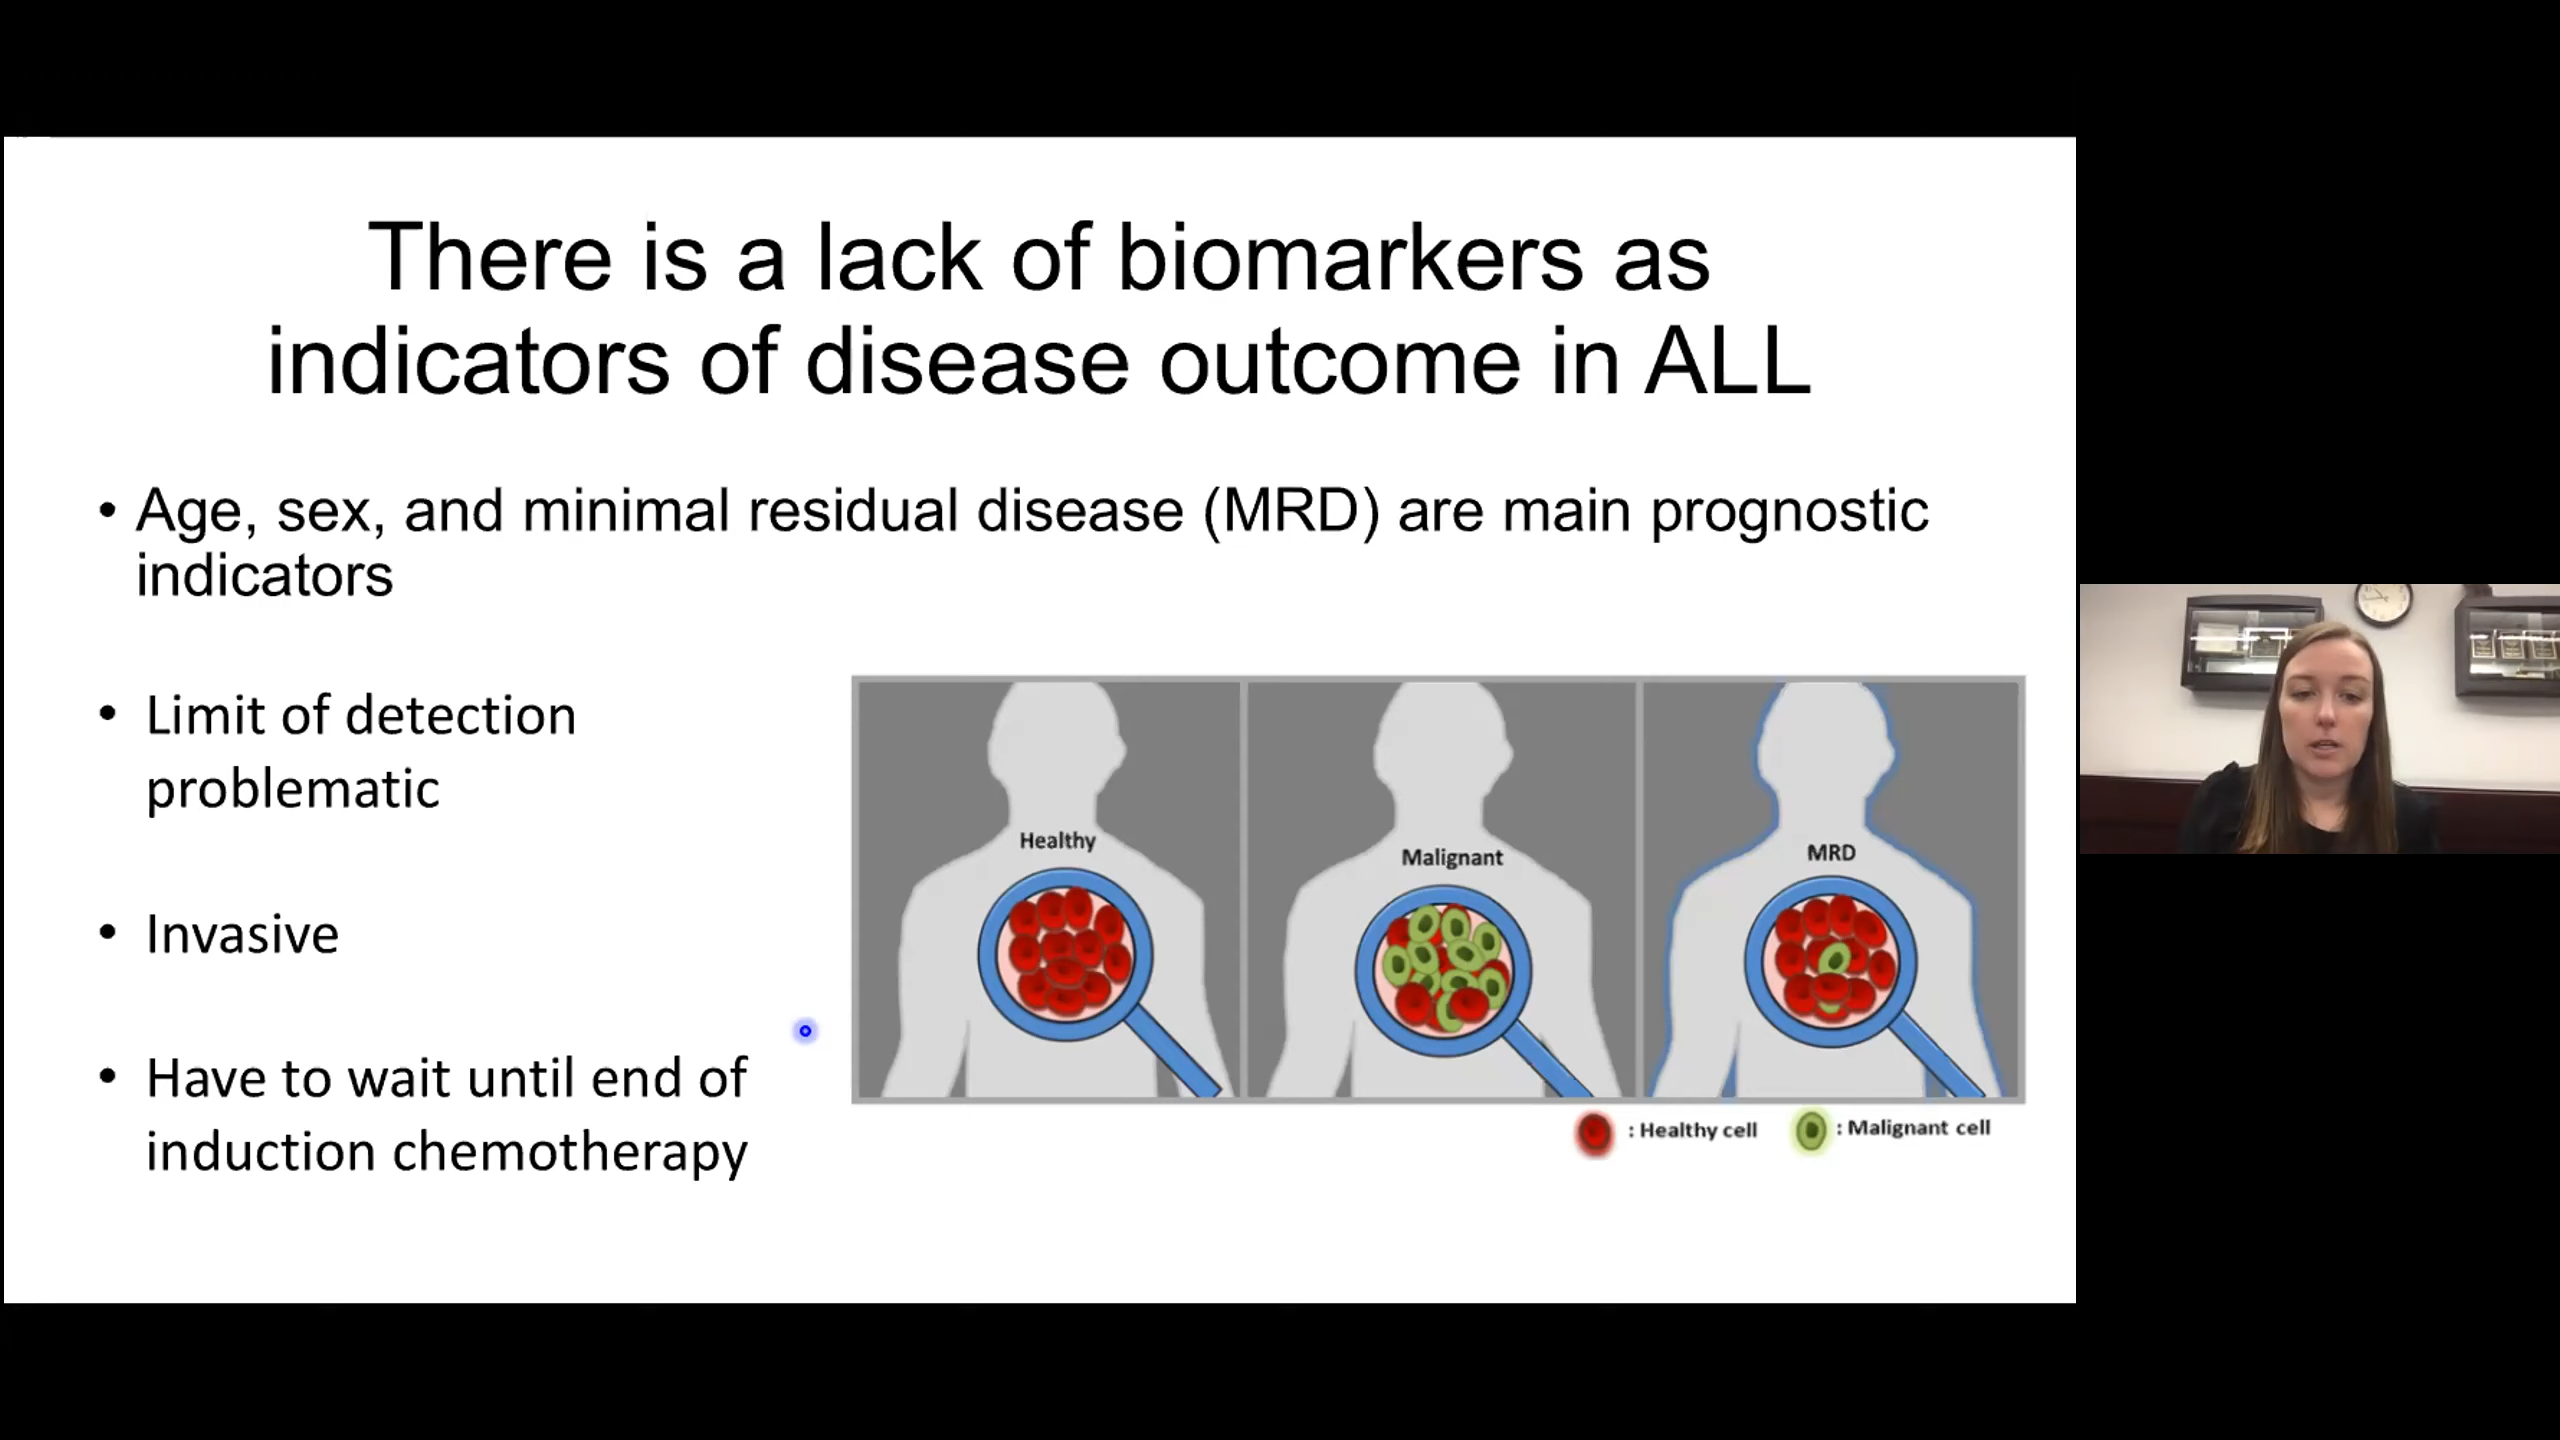 There is a lack of biomarkers as
indicators of disease outcome in ALL
• Age, sex, and minimal residual disease (MRD) are main prognostic
indicators
• Limit of detection
problematic
• Invasive
• Have to wait until end of
induction chemotherapy
Healthy
Malignant
MRD
: Healthy cell
: Malignant cell